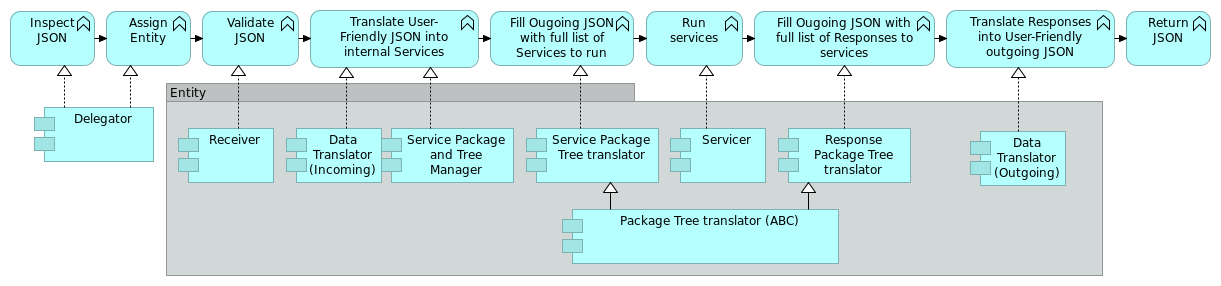 Inspect
JSON
Assign
Entity
Validate
JSON
Translate User-
Friendly JSON into
internal Services
Fill Ougoing JSON
with full list of
Services to run
Run
services
Fill Ougoing JSON with
full list of Responses to
services
Translate Responses
into User-Friendly
outgoing JSON
Return
JSON
Entity
Delegator
Receiver
Data
Translator
(Incoming)
Service Package
and Tree
Manager
Service Package
Tree translator
Servicer
Response
Package Tree
translator
Data
Translator
(Outgoing)
Package Tree translator (ABC)